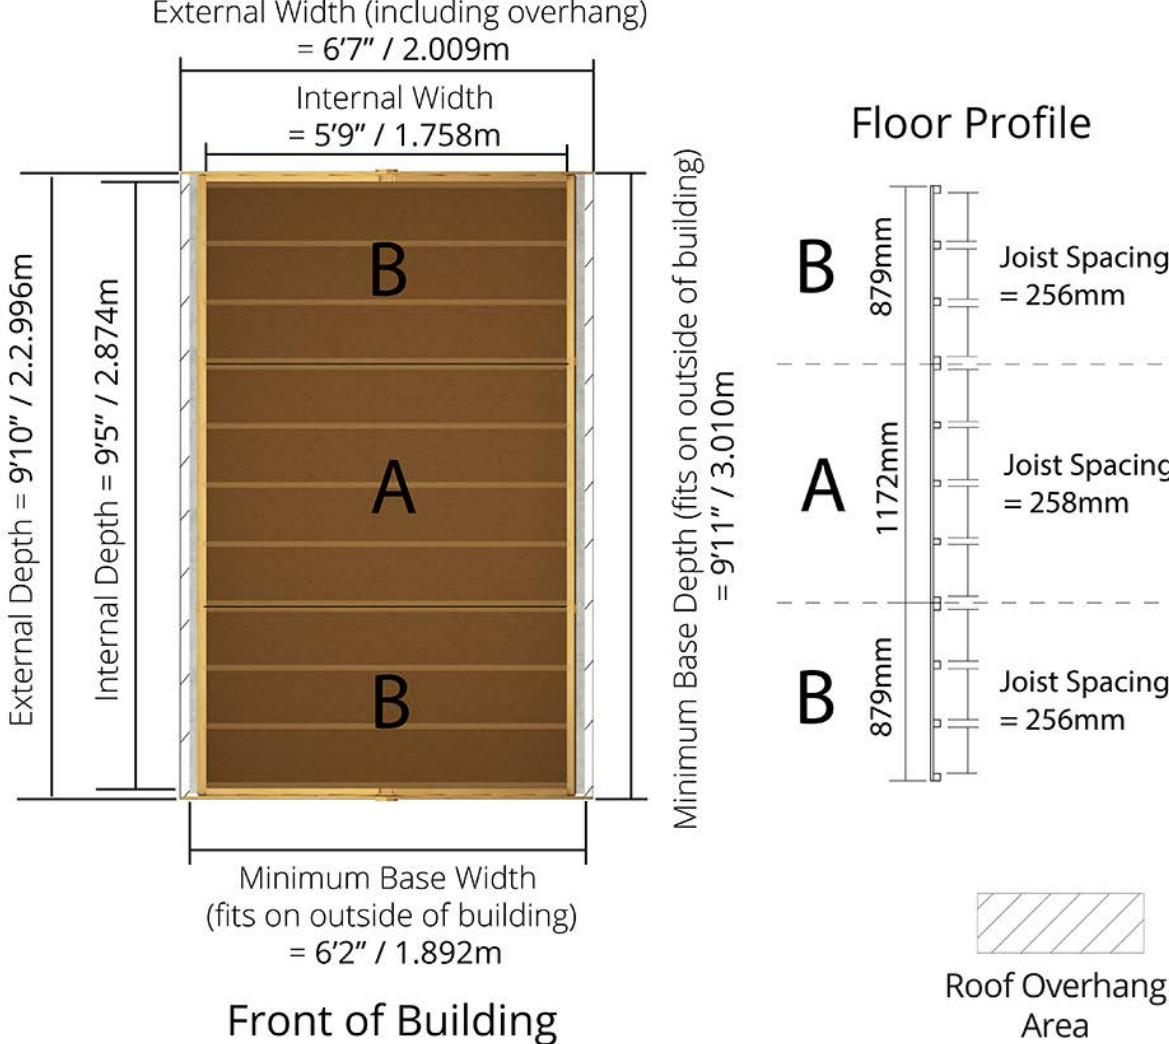 External Width (including overhang)
= 6'7” / 2.009m
Internal Width
= 5'9” / 1.758m
External Depth = 9'10” / 2.2.996m
Internal Depth = 9'5” / 2.874m
B
A
B
Minimum Base Depth (fits on outside of building)
= 9'11” / 3.010m
Minimum Base Width
(fits on outside of building)
= 6'2” / 1.892m
Front of Building
Floor Profile
B
879mm
Joist Spacing
= 256mm
A
1172mm
Joist Spacing
= 258mm
B
879mm
Joist Spacing
= 256mm
Roof Overhang
Area